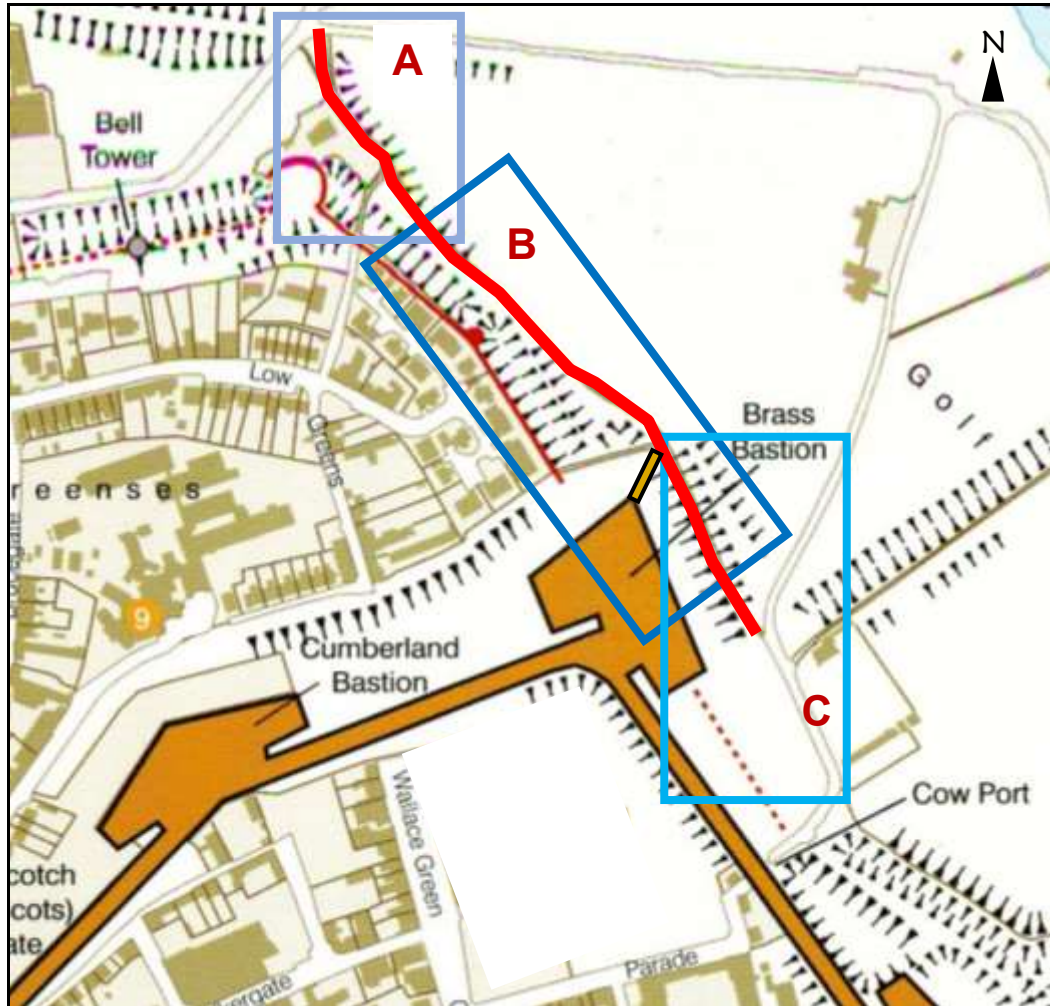 A
N
Bell
Tower
B
Low
Greens
Brass
Bastion
Golf
reenses
9
Cumberland
Bastion
C
Cow Port
Wallace Green
cotch
cots)
ate
Parade